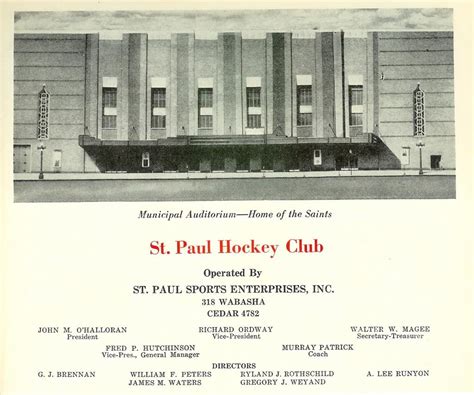 Municipal Auditorium—Home of the Saints
St. Paul Hockey Club
Operated By
ST. PAUL SPORTS ENTERPRISES, INC.
318 WABASHA
CEDAR 4782
JOHN M. O'HALLORAN RICHARD ORDWAY WALTER W. MAGEE
President Vice-President Secretary-Treasurer
FRED P. HUTCHINSON MURRAY PATRICK
Vice-Pres., General Manager Coach
DIRECTORS
G. J. BRENNAN WILLIAM F. PETERS RYLAND J. ROTHSCHILD A. LEE RUNYON
JAMES M. WATERS GREGORY J. WEYAND